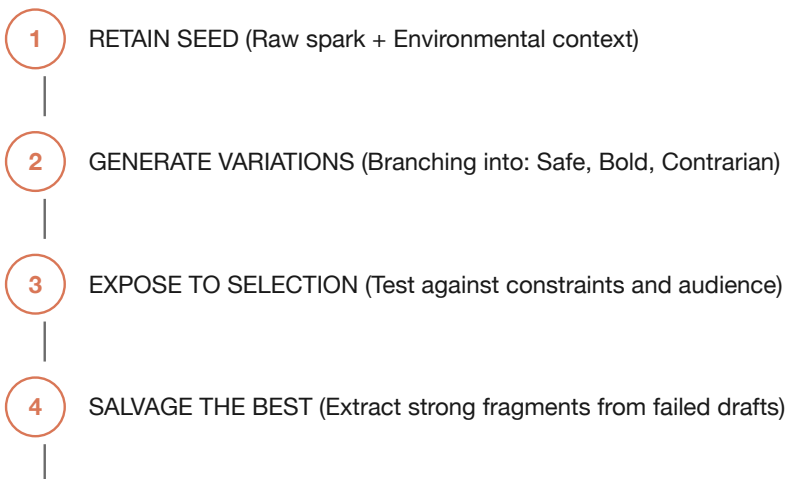 1 RETAIN SEED (Raw spark + Environmental context)
2 GENERATE VARIATIONS (Branching into: Safe, Bold, Contrarian)
3 EXPOSE TO SELECTION (Test against constraints and audience)
4 SALVAGE THE BEST (Extract strong fragments from failed drafts)